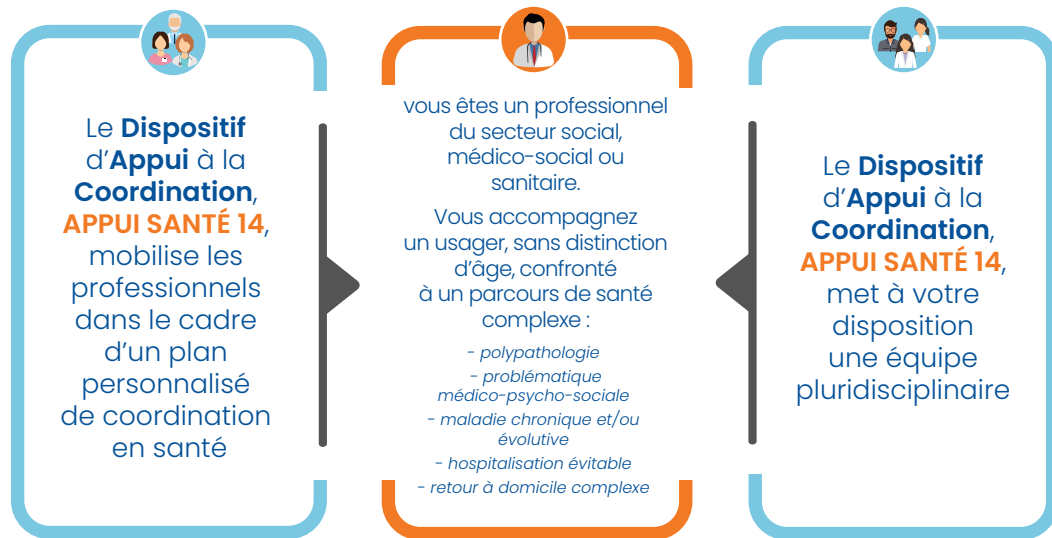 Le Dispositif
d'Appui à la
Coordination,
APPUI SANTÉ 14,
mobilise les
professionnels
dans le cadre
d'un plan
personnalisé
de coordination
en santé
vous êtes un professionnel
du secteur social,
médico-social ou
sanitaire.
Vous accompagnez
un usager, sans distinction
d'âge, confronté
à un parcours de santé
complexe :
- polypathologie
- problématique
médico-psycho-sociale
- maladie chronique et/ou
évolutive
- hospitalisation évitable
- retour à domicile complexe
Le Dispositif
d'Appui à la
Coordination,
APPUI SANTÉ 14,
met à votre
disposition
une équipe
pluridisciplinaire